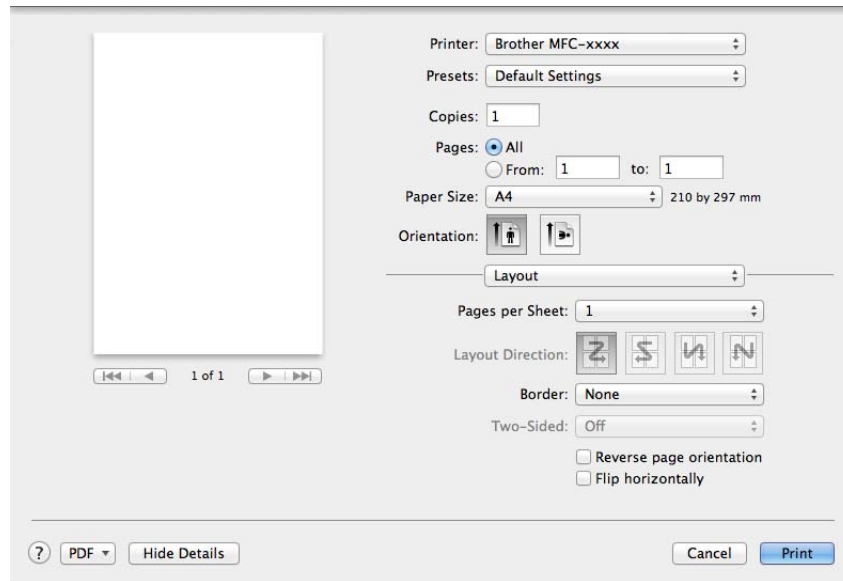 Printer: Brother MFC-xxxx
Presets: Default Settings
Copies: 1
Pages: All
From: 1 to: 1
Paper Size: A4 210 by 297 mm
Orientation:
Layout
Pages per Sheet: 1
Layout Direction:
1 of 1
Border: None
Two-Sided: Off
Reverse page orientation
Flip horizontally
? PDF Hide Details Cancel Print